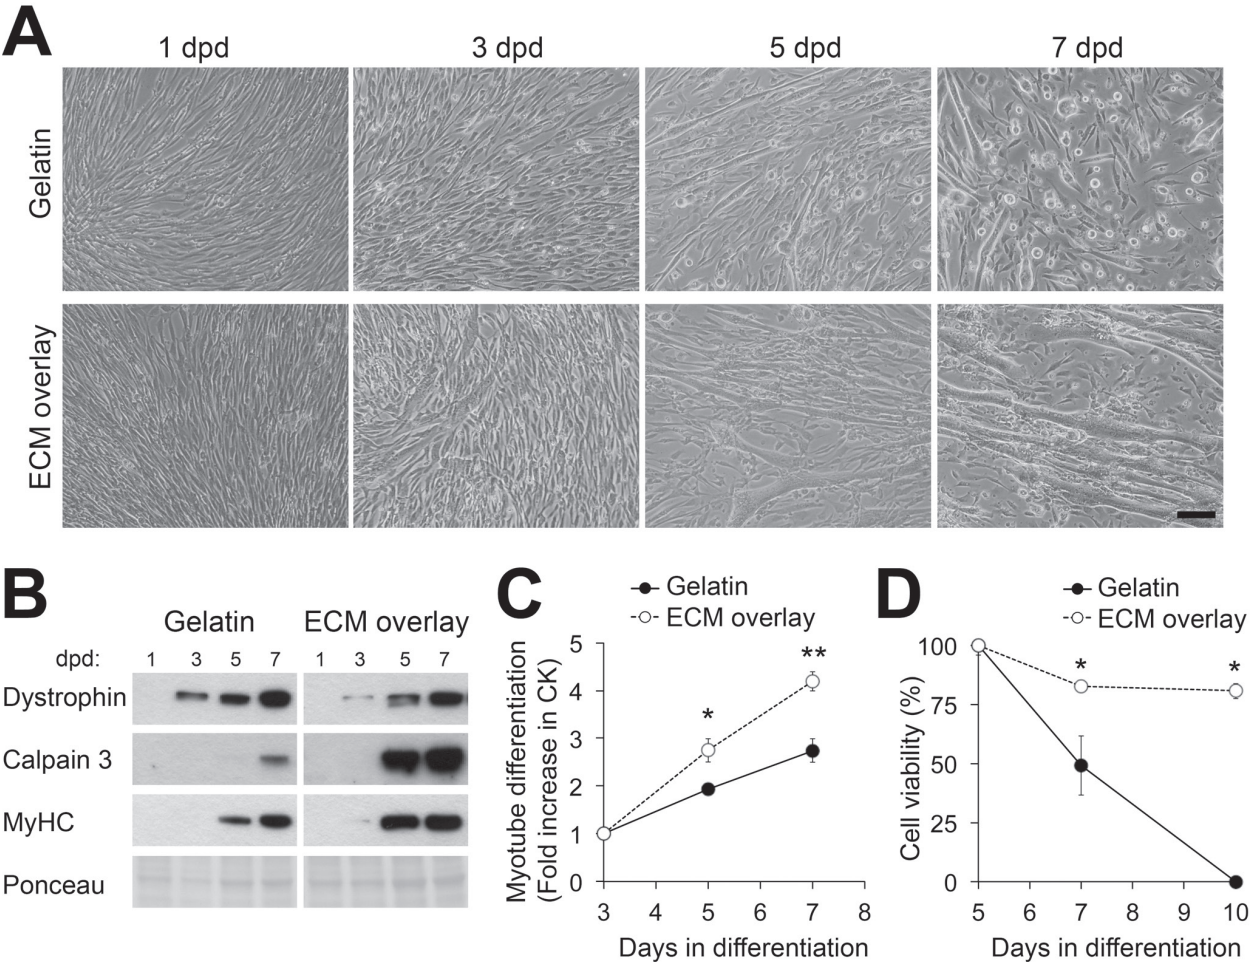 A
1 dpd 3 dpd 5 dpd 7 dpd
Gelatin
ECM overlay
B
Gelatin ECM overlay
dpd: 1 3 5 7 1 3 5 7
Dystrophin
Calpain 3
MyHC
Ponceau
C
Gelatin
ECM overlay
Myotube differentiation
(Fold increase in CK)
5
4
3
2
1
0
* **
3 4 5 6 7 8
Days in differentiation
D
Gelatin
ECM overlay
Cell viability (%)
100
75
50
25
0
* *
5 6 7 8 9 10
Days in differentiation